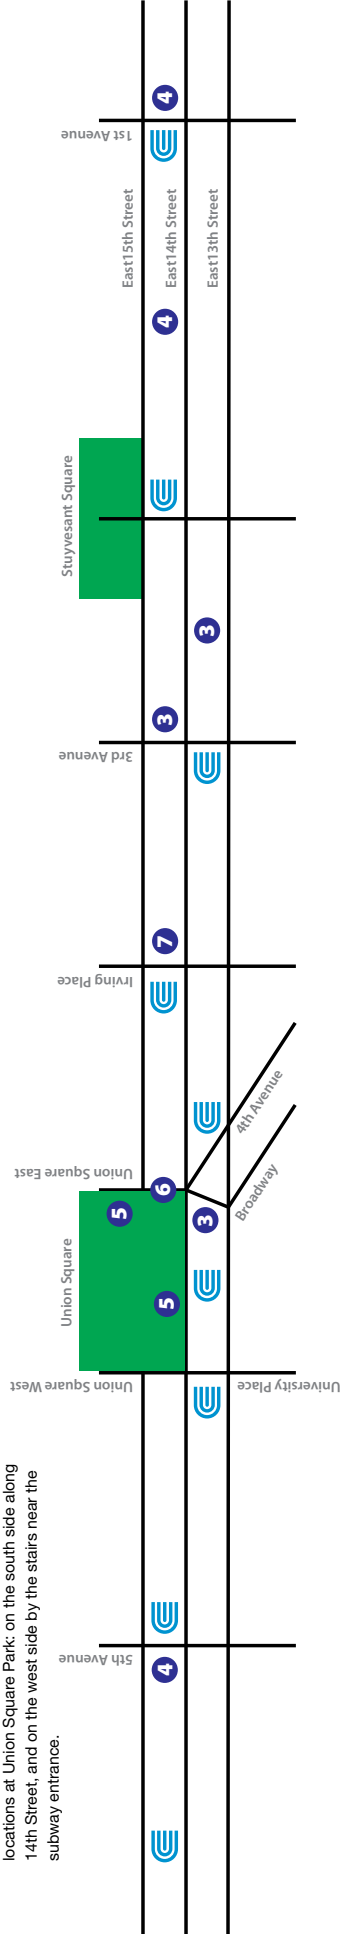 locations at Union Square Park: on the south side along
14th Street, and on the west side by the stairs near the
subway entrance.
4
1st Avenue
East15th Street
East14th Street
East13th Street
4
Stuyvesant Square
3
3
3rd Avenue
7
Irving Place
4th Avenue
Broadway
Union Square East
6
5
3
Union Square
5
Union Square West
University Place
5th Avenue
4